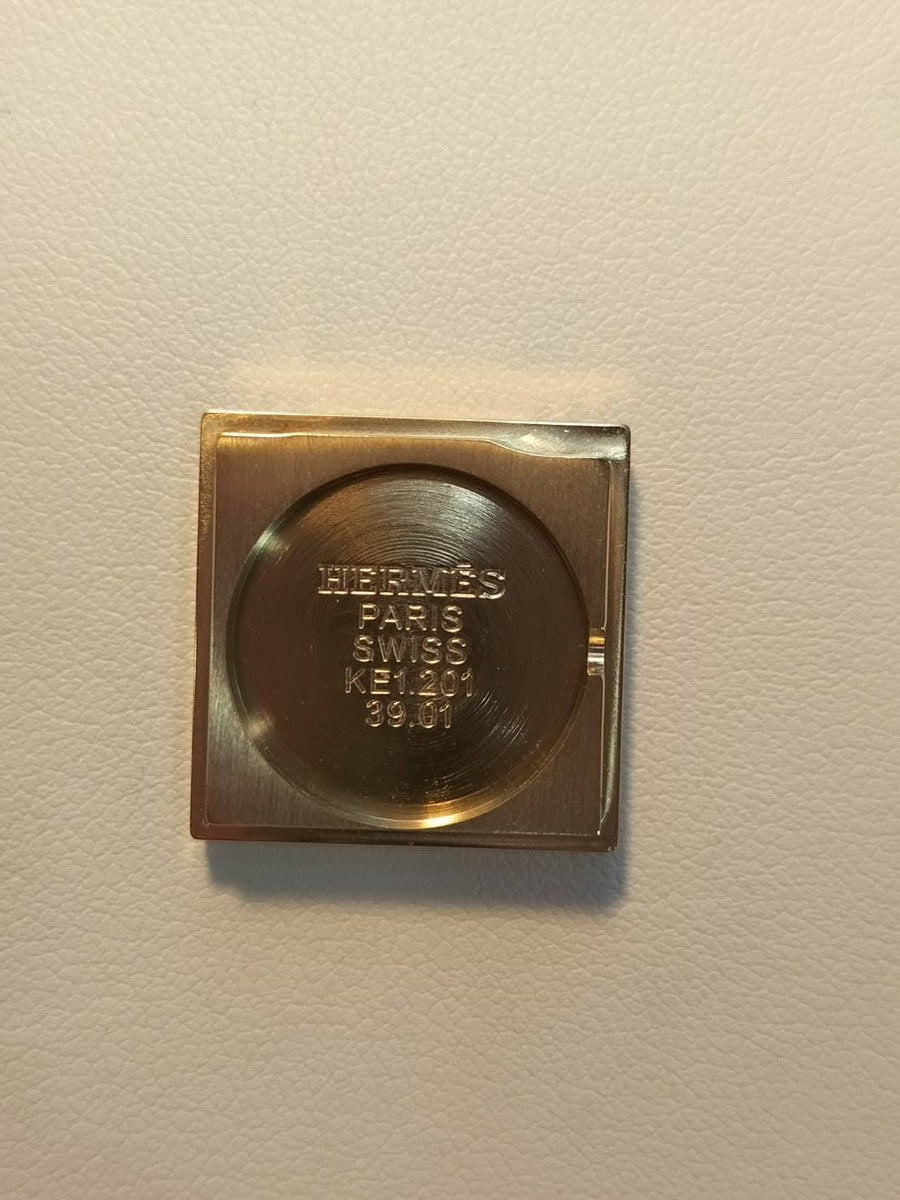 HERMÈS
PARIS
SWISS
KE1.201
39.01